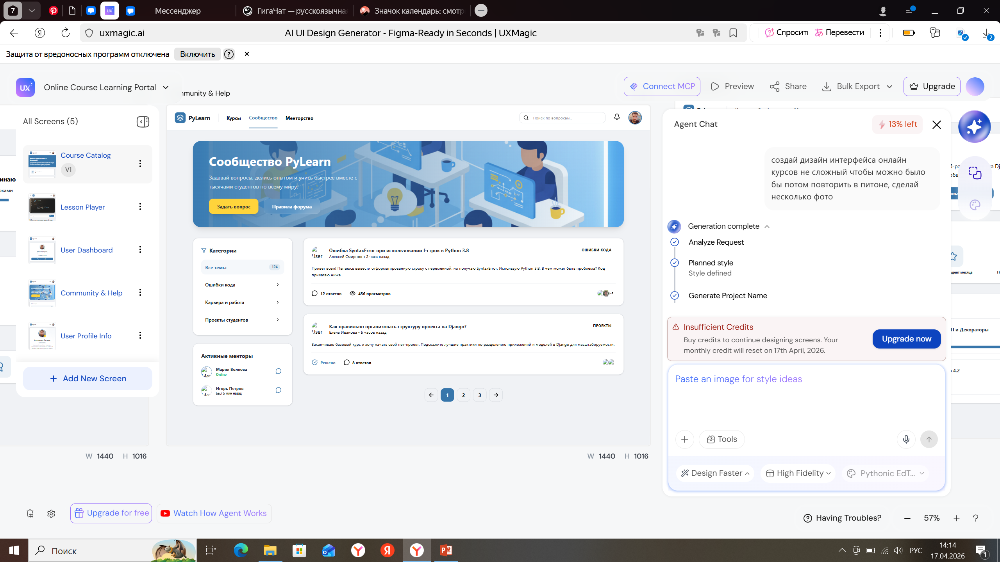 7
Мессенджер
ГигаЧат — русскоязычна
Значок календарь: смотр
uxmagic.ai
AI UI Design Generator - Figma-Ready in Seconds | UXMagic
Спросить
Перевести
2
Защита от вредоносных программ отключена
Включить
UX
Online Course Learning Portal
mmunity & Help
Connect MCP
Preview
Share
Bulk Export
Upgrade
All Screens (5)
Course Catalog
V1
Lesson Player
User Dashboard
Community & Help
User Profile Info
+ Add New Screen
W 1440 H 1016
PyLearn
Курсы
Сообщество
Менторство
Поиск по вопросам...
Сообщество PyLearn
Задавай вопросы, делись опытом и учись быстрее вместе с
тысячами студентов по всему миру.
Задать вопрос
Правила форума
Категории
Все темы
124
Ошибки кода
Карьера и работа
Проекты студентов
Активные менторы
Мария Волкова
Online
Игорь Петров
Был 5 мин назад
User
Ошибка SyntaxError при использовании f-строк в Python 3.8
Алексей Смирнов • 2 часа назад
ОШИБКИ КОДА
Привет всем! Пытаюсь вывести отформатированную строку с переменной, но получаю SyntaxError. Использую Python 3.8. В чем может быть проблема? Код
прилагаю ниже...
12 ответов
456 просмотров
+5
User
Как правильно организовать структуру проекта на Django?
Елена Иванова • 5 часов назад
ПРОЕКТЫ
Заканчиваю базовый курс и хочу начать свой пет-проект. Подскажите лучшие практики по разделению приложений и моделей в Django для масштабируемости.
Решено
8 ответов
1
2
3
W 1440 H 1016
Agent Chat
13% left
создай дизайн интерфейса онлайн
курсов не сложный чтобы можно было
бы потом повторить в питоне, сделай
несколько фото
Generation complete
Analyze Request
Planned style
Style defined
Generate Project Name
Insufficient Credits
Buy credits to continue designing screens. Your
monthly credit will reset on 17th April, 2026.
Upgrade now
Paste an image for style ideas
Tools
Design Faster
High Fidelity
Pythonic EdT...
П и Декораторы
4.2
Upgrade for free
Watch How Agent Works
Having Troubles?
57%
Поиск
РУС
14:14
17.04.2026
1